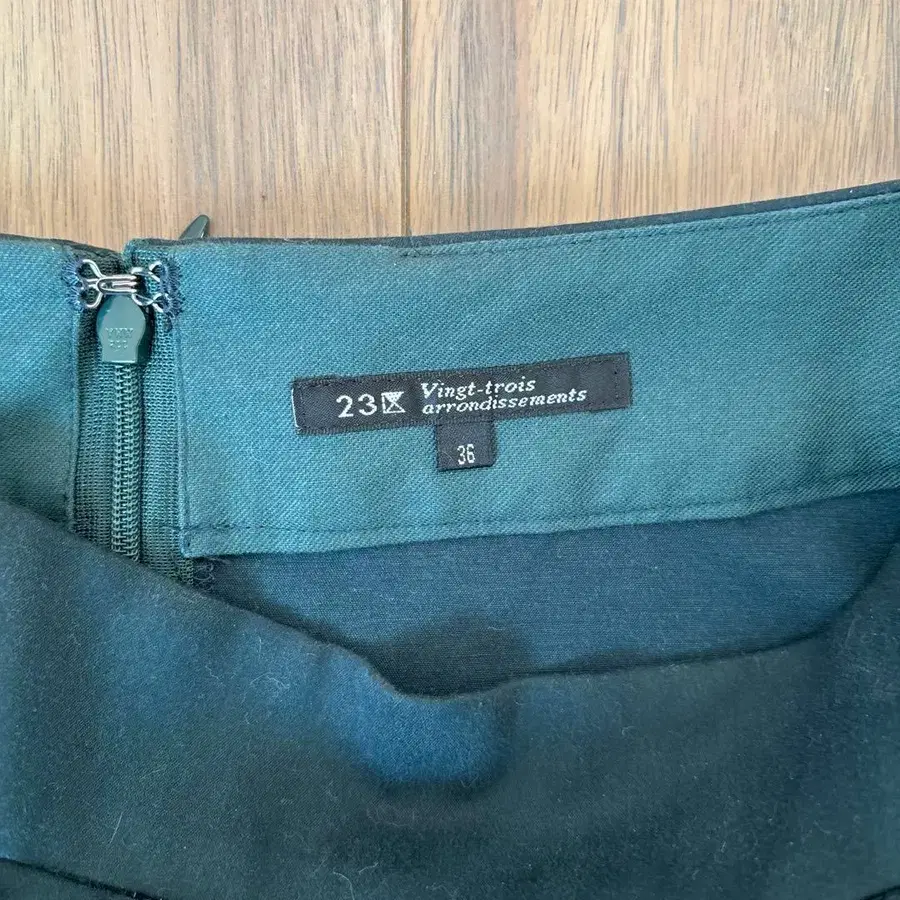 23区 Vingt-trois
arrondissements
36